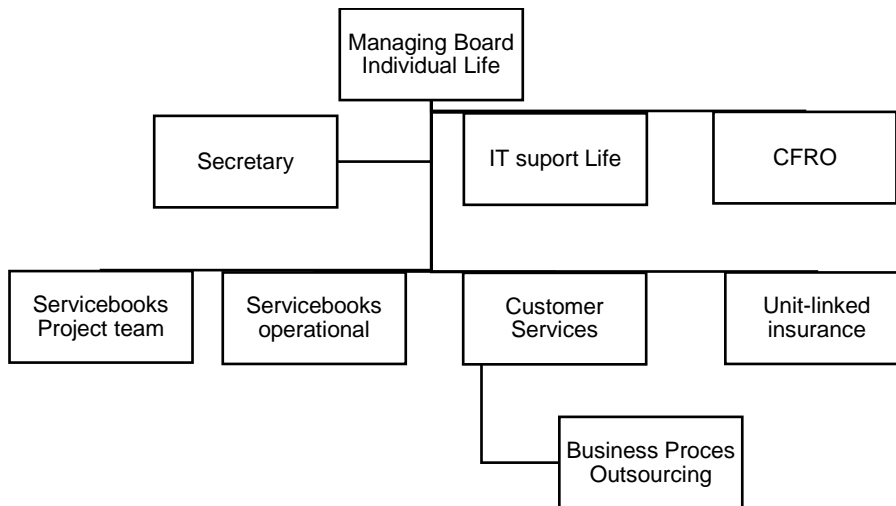 Managing Board
Individual Life
Secretary
IT suport Life
CFRO
Servicebooks
Project team
Servicebooks
operational
Customer
Services
Unit-linked
insurance
Business Proces
Outsourcing